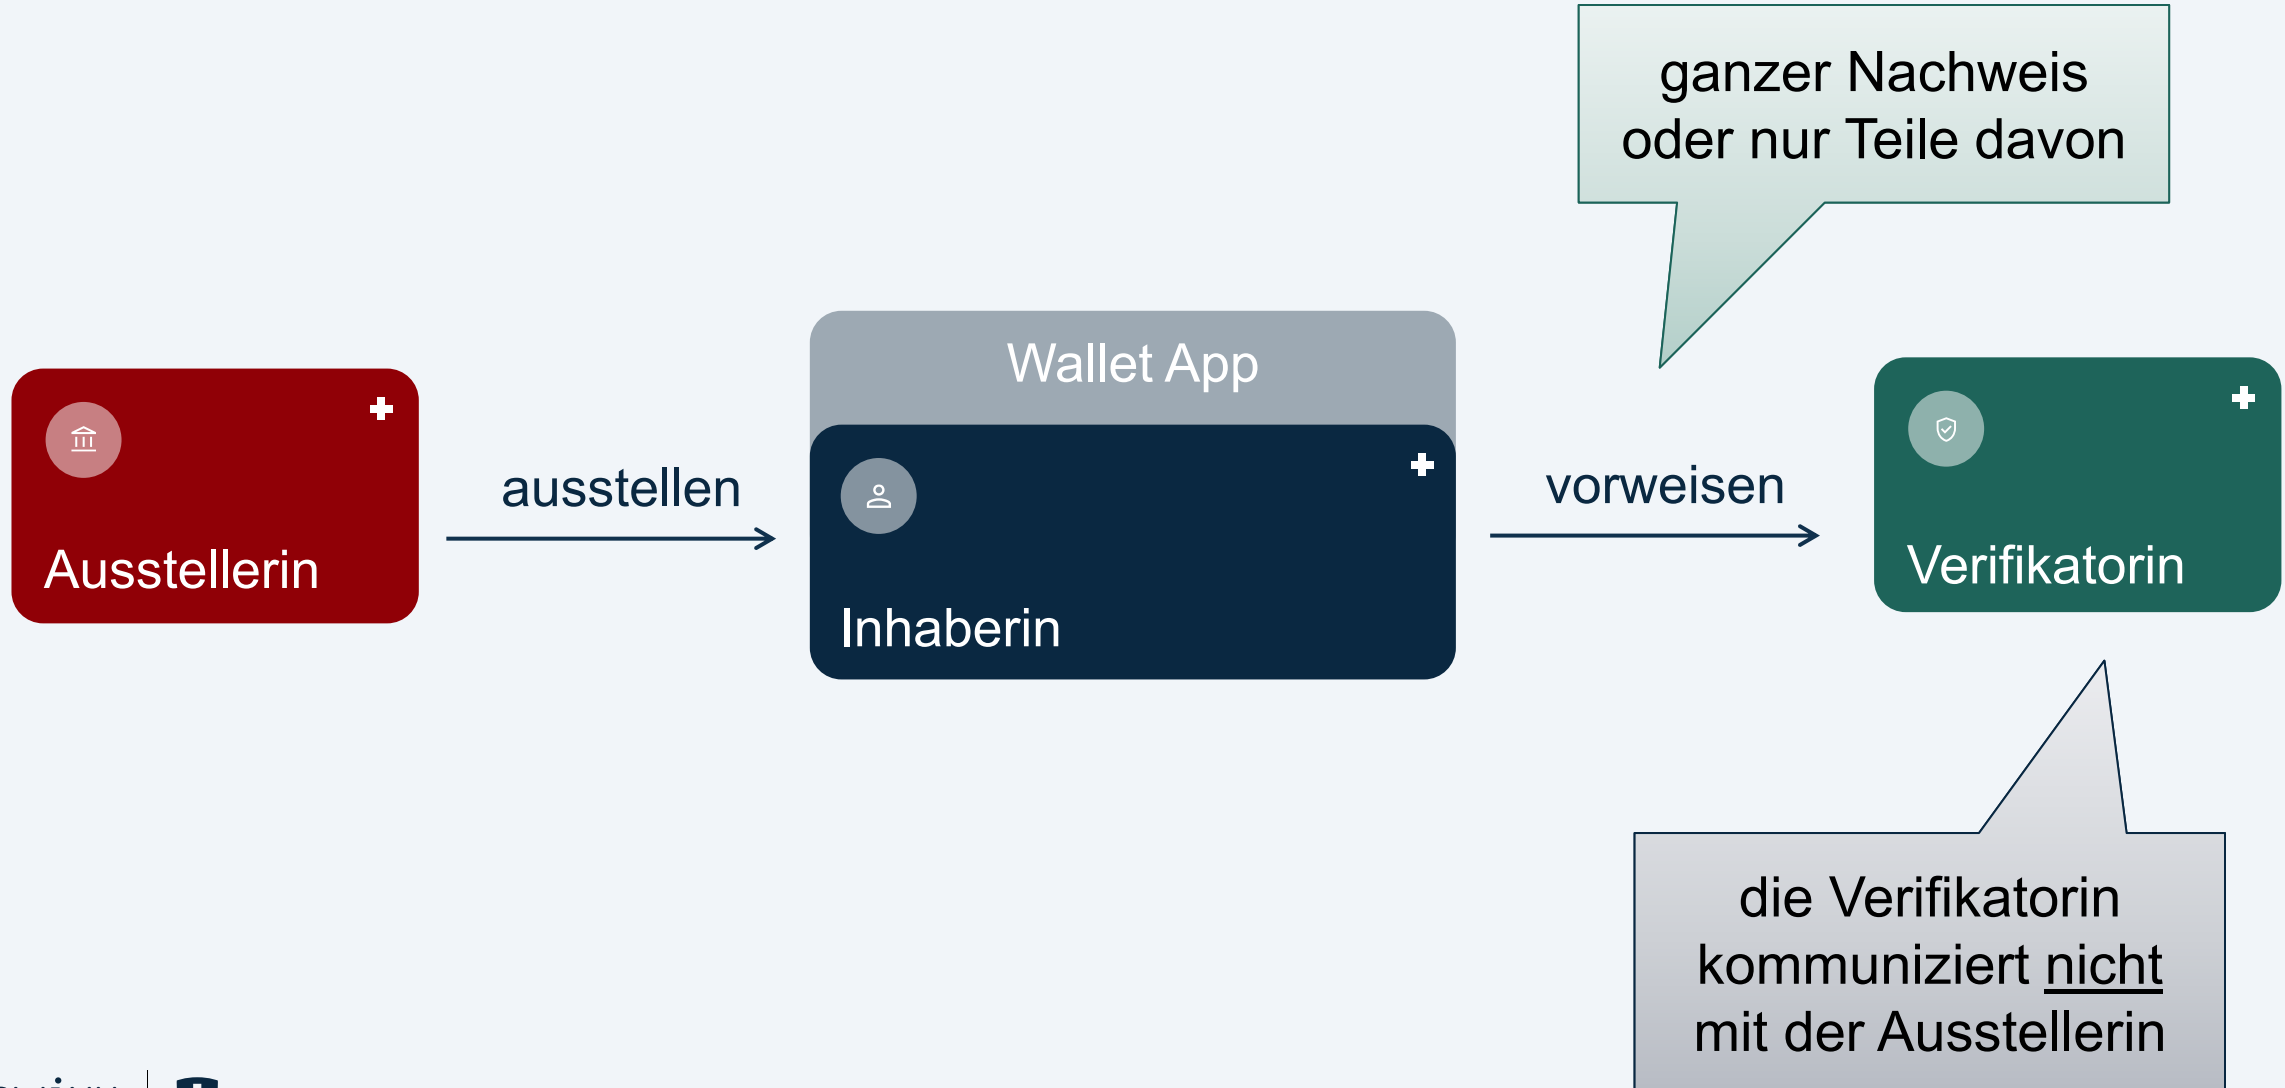 ganzer Nachweis
oder nur Teile davon
Wallet App
ausstellen
vorweisen
Ausstellerin
Inhaberin
Verifikatorin
die Verifikatorin
kommuniziert nicht
mit der Ausstellerin